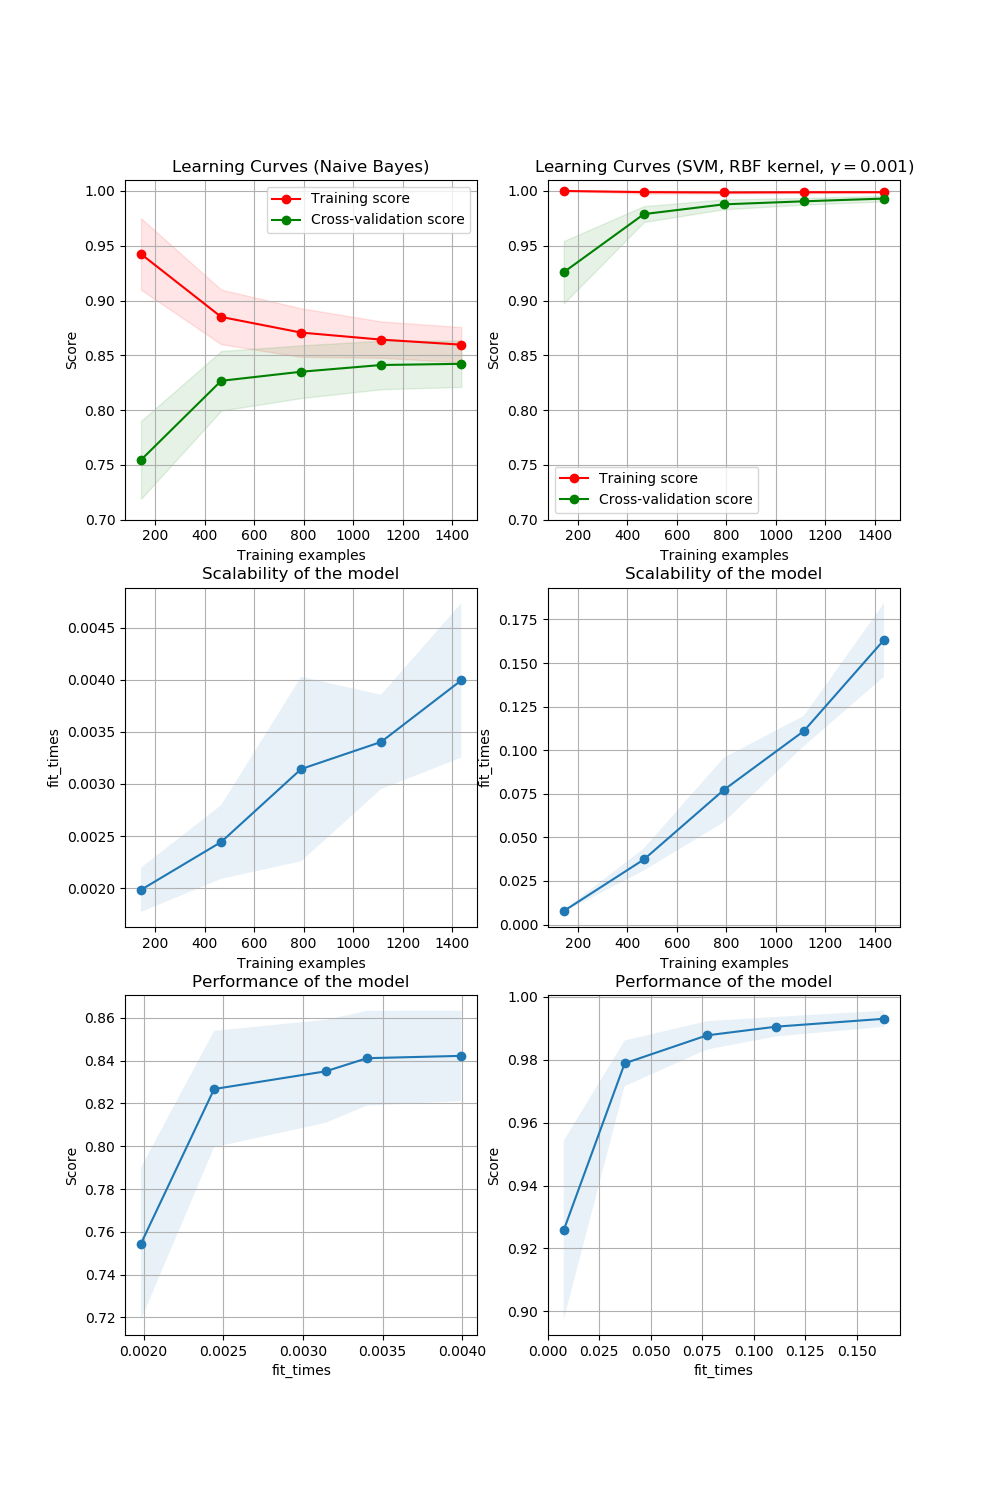 Learning Curves (Naive Bayes)
1.00
0.95
0.90
0.85
0.80
0.75
0.70
Score
Training score
Cross-validation score
200 400 600 800 1000 1200 1400
Training examples
Learning Curves (SVM, RBF kernel, γ = 0.001)
1.00
0.95
0.90
0.85
0.80
0.75
0.70
Score
Training score
Cross-validation score
200 400 600 800 1000 1200 1400
Training examples
Scalability of the model
0.0045
0.0040
0.0035
0.0030
0.0025
0.0020
fit_times
200 400 600 800 1000 1200 1400
Training examples
Scalability of the model
0.175
0.150
0.125
0.100
0.075
0.050
0.025
0.000
fit_times
200 400 600 800 1000 1200 1400
Training examples
Performance of the model
0.86
0.84
0.82
0.80
0.78
0.76
0.74
0.72
Score
0.0020 0.0025 0.0030 0.0035 0.0040
fit_times
Performance of the model
1.00
0.98
0.96
0.94
0.92
0.90
Score
0.000 0.025 0.050 0.075 0.100 0.125 0.150
fit_times